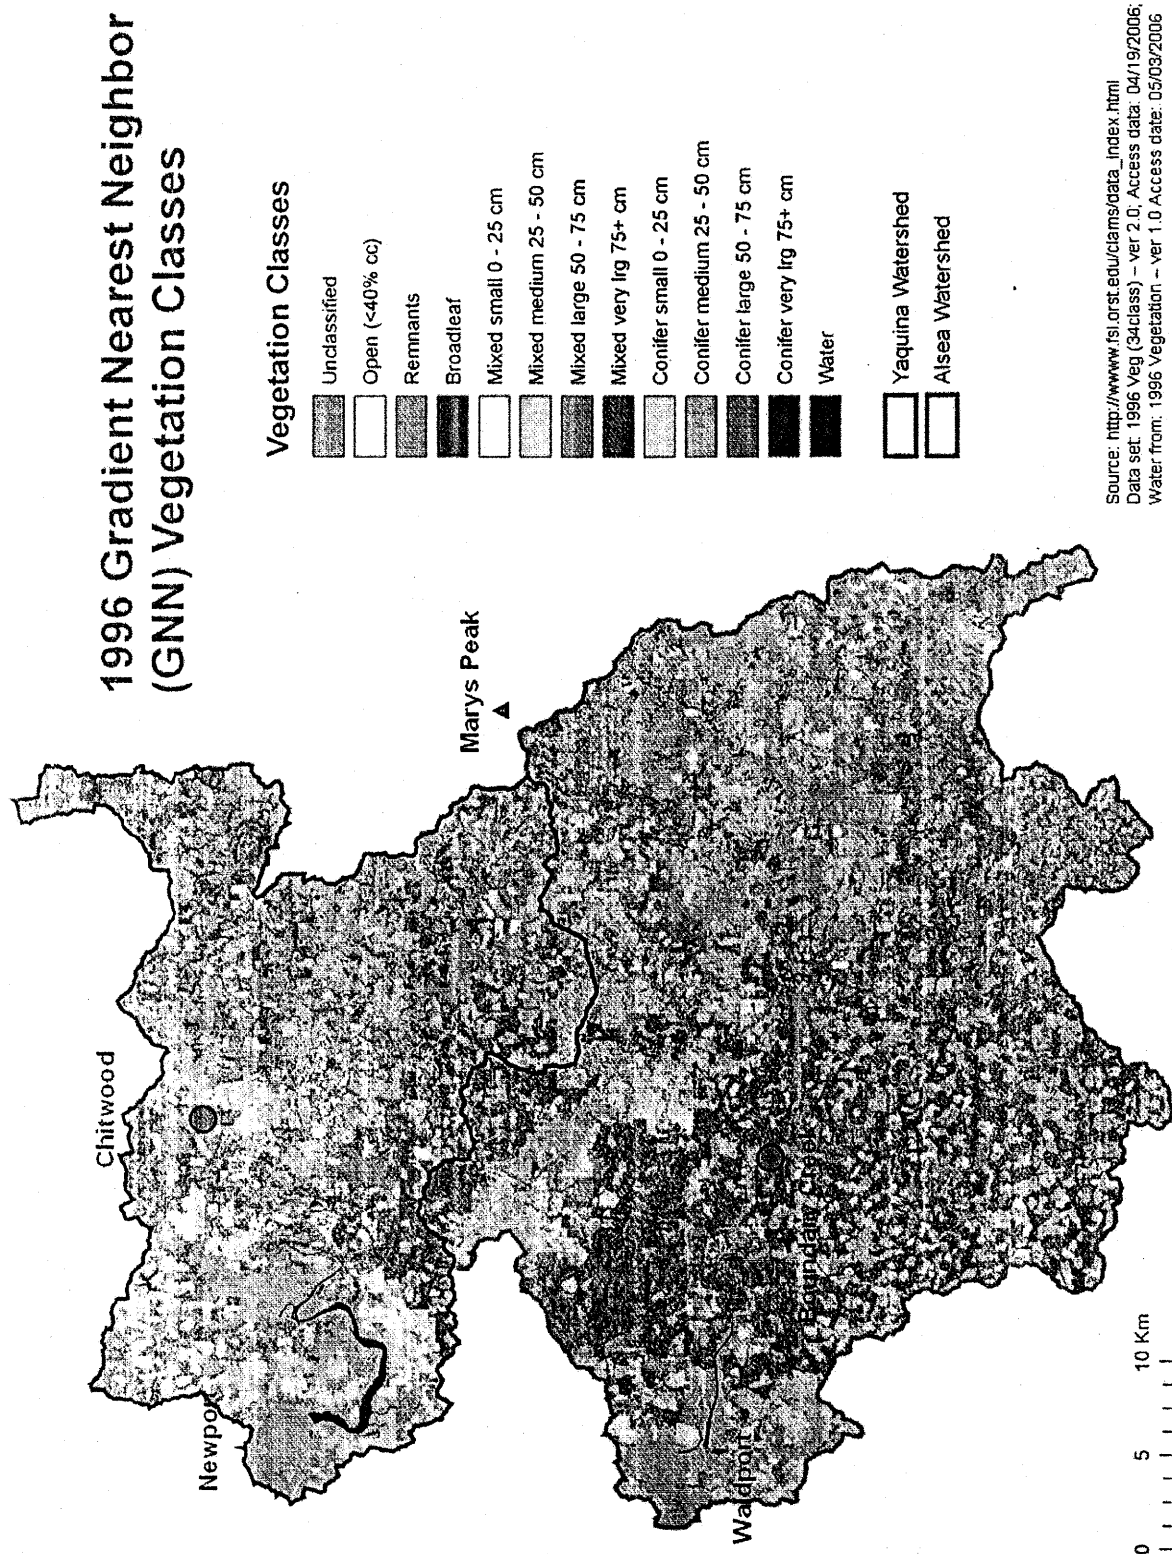 1996 Gradient Nearest Neighbor
(GNN) Vegetation Classes
Vegetation Classes
Unclassified
Open (<40% cc)
Remnants
Broadleaf
Mixed small 0 - 25 cm
Mixed medium 25 - 50 cm
Mixed large 50 - 75 cm
Mixed very lrg 75+ cm
Conifer small 0 - 25 cm
Conifer medium 25 - 50 cm
Conifer large 50 - 75 cm
Conifer very lrg 75+ cm
Water
Yaquina Watershed
Alsea Watershed
Chitwood
Newport
Marys Peak
Boundary Creek
Waldport
0 5 10 Km
Source: http://www.fsl.orst.edu/clams/data_index.html
Data set: 1996 Veg (34class) – ver 2.0; Access data: 04/19/2006;
Water from: 1996 Vegetation – ver 1.0 Access date: 05/03/2006